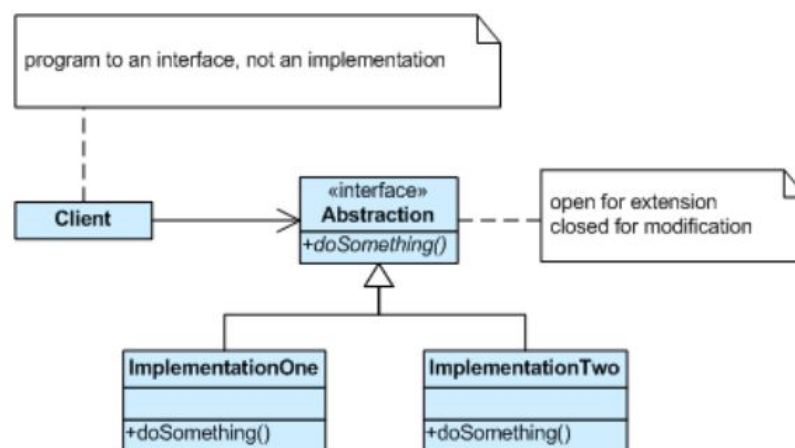 program to an interface, not an implementation
«interface»
Abstraction
+doSomething()
Client
open for extension
closed for modification
ImplementationOne
+doSomething()
ImplementationTwo
+doSomething()